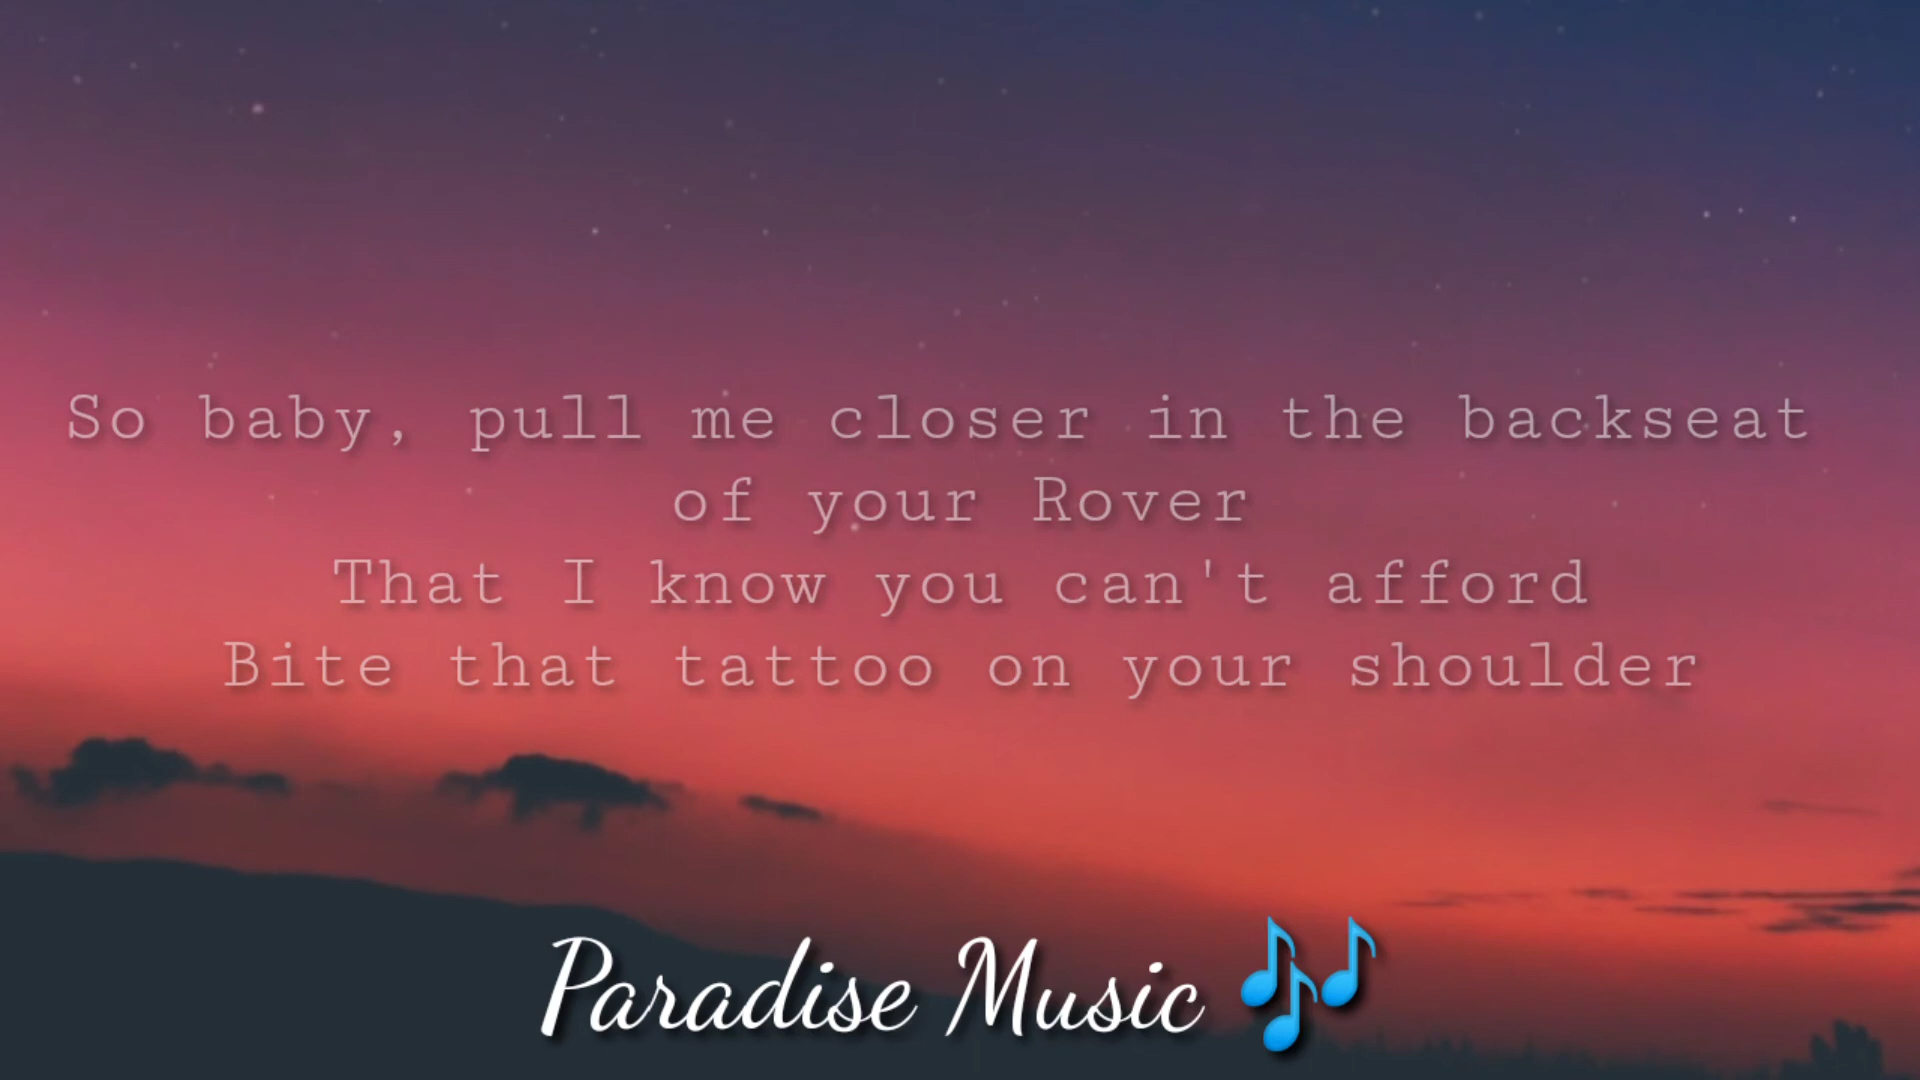 So baby, pull me closer in the backseat
of your Rover
That I know you can't afford
Bite that tattoo on your shoulder
Paradise Music 🎶